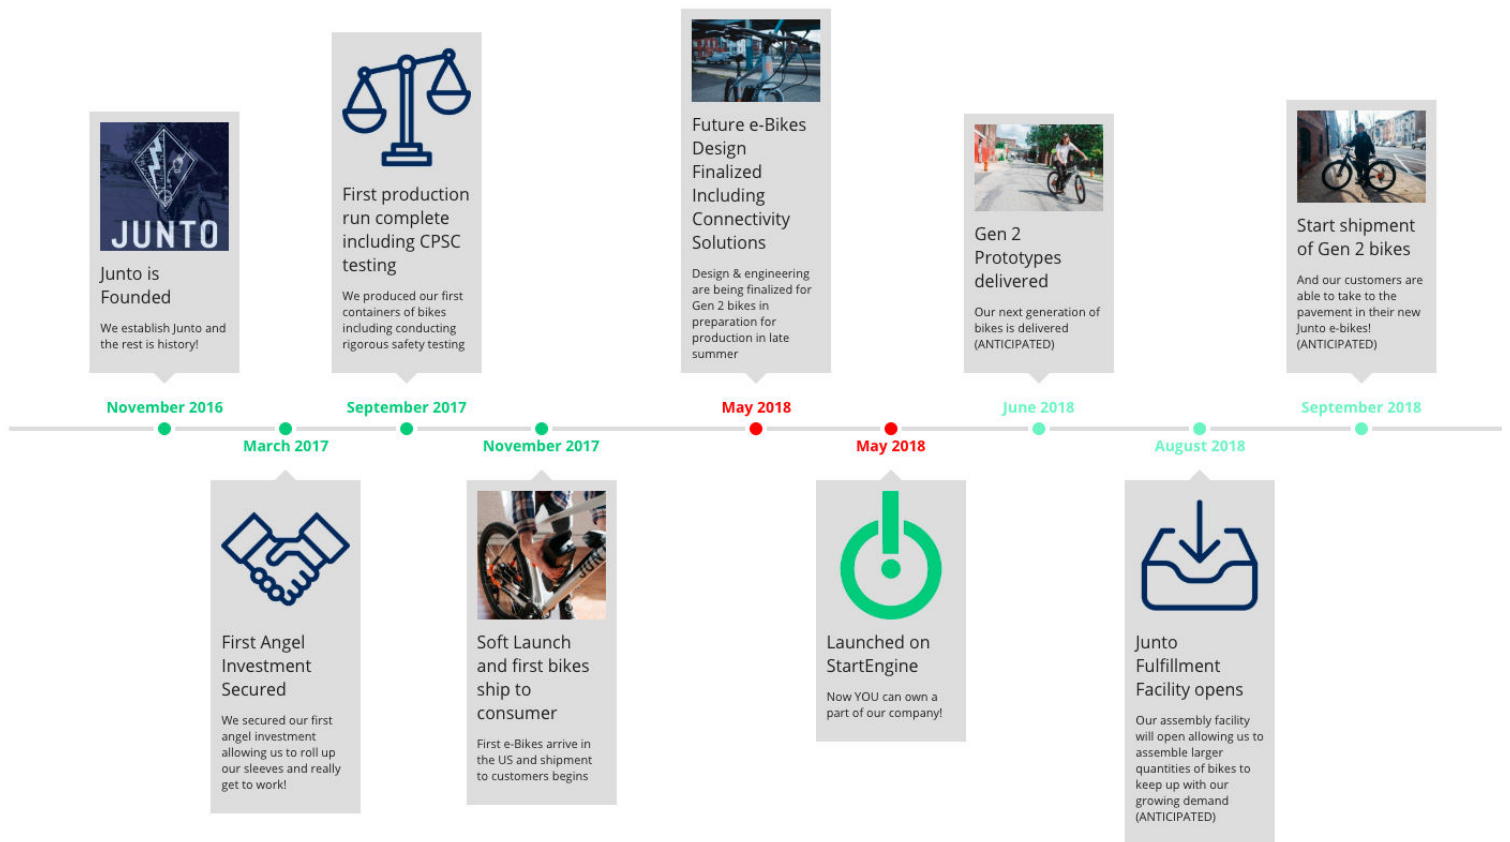 JUNTO
Junto is
Founded
We establish Junto and
the rest is history!
November 2016
First Angel
Investment
Secured
We secured our first
angel investment
allowing us to roll up
our sleeves and really
get to work!
March 2017
First production
run complete
including CPSC
testing
We produced our first
containers of bikes
including conducting
rigorous safety testing
September 2017
November 2017
JUNTO
Soft Launch
and first bikes
ship to
consumer
First e-Bikes arrive in
the US and shipment
to customers begins
Future e-Bikes
Design
Finalized
Including
Connectivity
Solutions
Design & engineering
are being finalized for
Gen 2 bikes in
preparation for
production in late
summer
May 2018
May 2018
Launched on
StartEngine
Now YOU can own a
part of our company!
Gen 2
Prototypes
delivered
Our next generation of
bikes is delivered
(ANTICIPATED)
June 2018
August 2018
Junto
Fulfillment
Facility opens
Our assembly facility
will open allowing us to
assemble larger
quantities of bikes to
keep up with our
growing demand
(ANTICIPATED)
Start shipment
of Gen 2 bikes
And our customers are
able to take to the
pavement in their new
Junto e-bikes!
(ANTICIPATED)
September 2018